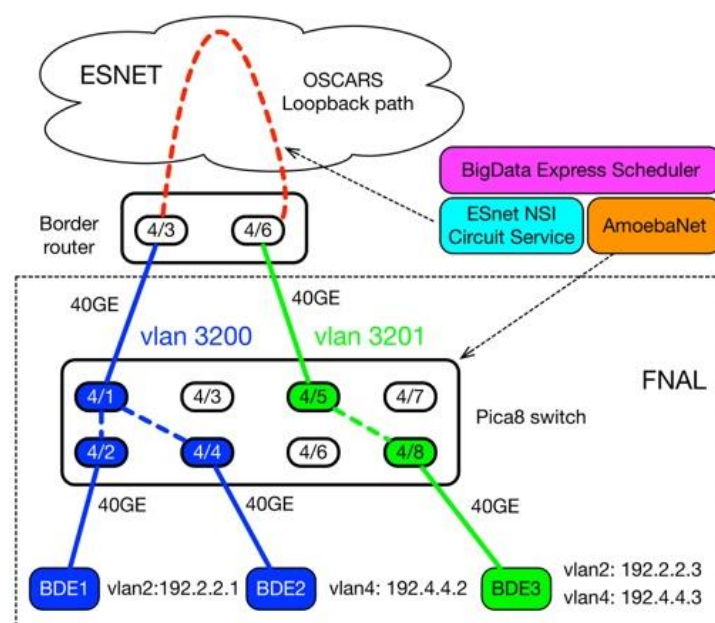 ESNET
OSCARS
Loopback path
BigData Express Scheduler
ESnet NSI
Circuit Service
AmoebaNet
Border
router
4/3
4/6
40GE
40GE
vlan 3200
vlan 3201
FNAL
4/1
4/3
4/5
4/7
Pica8 switch
4/2
4/4
4/6
4/8
40GE
40GE
40GE
BDE1
vlan2:192.2.2.1
BDE2
vlan4: 192.4.4.2
BDE3
vlan2: 192.2.2.3
vlan4: 192.4.4.3